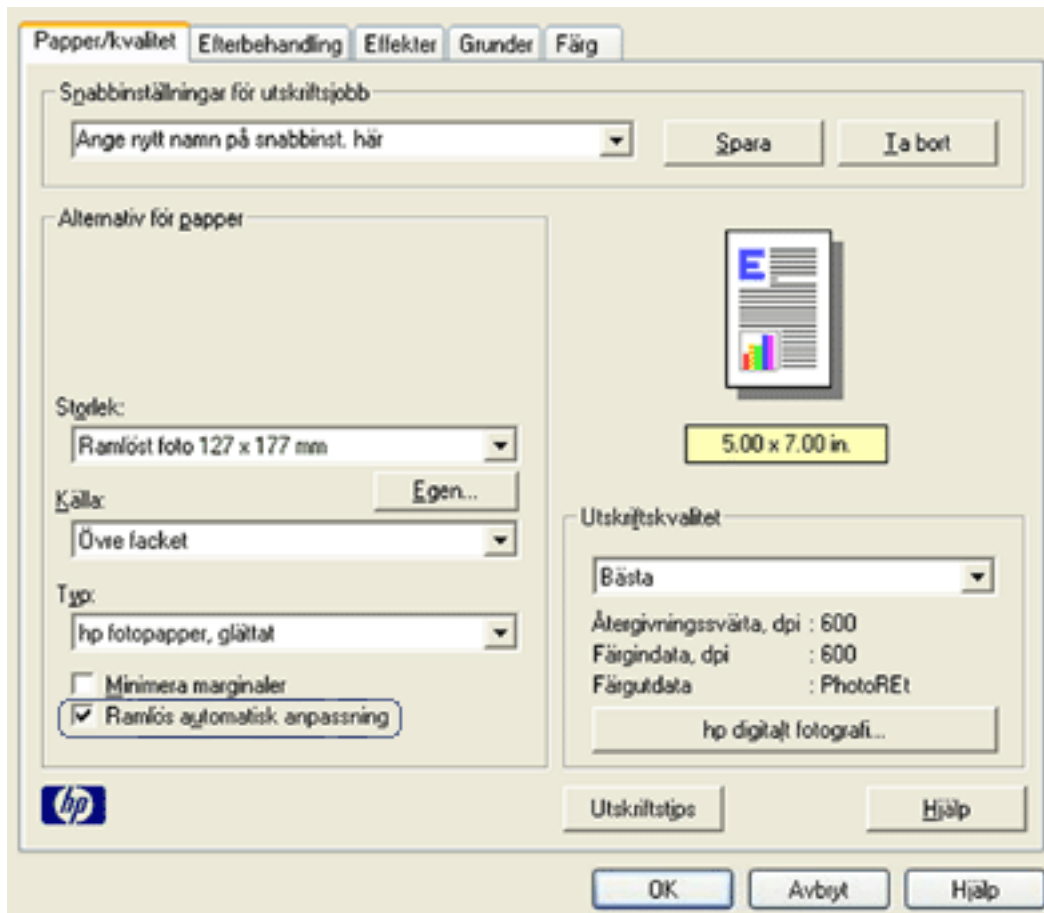 Papper/kvalitet Efterbehandling Effekter Grunder Färg
Snabbinställningar för utskriftsjobb
Ange nytt namn på snabbinst. här
Spara
Ta bort
Alternativ för papper
E
Storlek:
Ramlöst foto 127 x 177 mm
5.00 x 7.00 in.
Egen...
Källa:
Övre facket
Typ:
hp fotopapper, glättat
Minimera marginaler
Ramlös automatisk anpassning
Utskriftskvalitet
Bästa
Återgivningssvärta, dpi : 600
Färgindata, dpi : 600
Färgutdata : PhotoREt
hp digitalt fotografi...
hp
Utskriftstips
Hjälp
OK
Avbryt
Hjälp